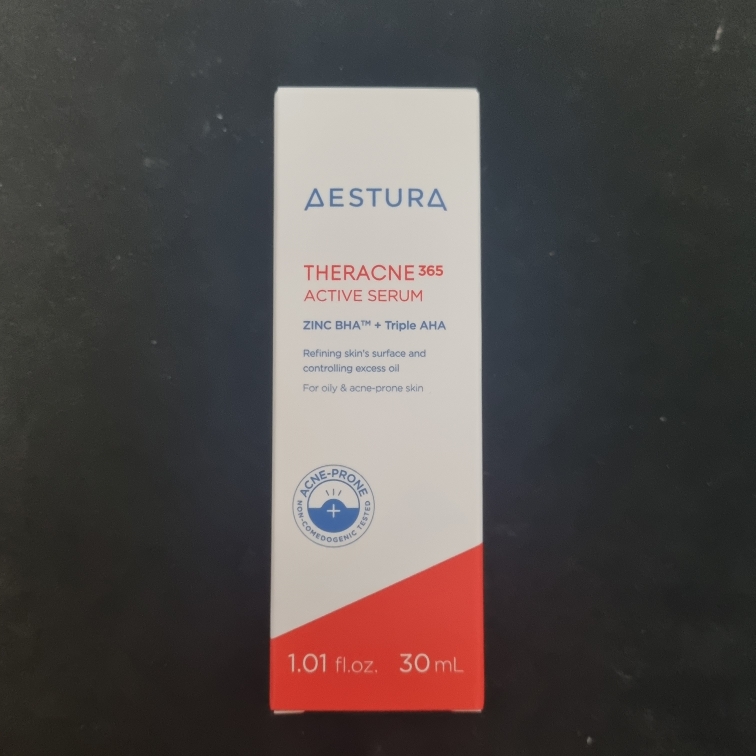 AESTURA
THERACNE 365
ACTIVE SERUM
ZINC BHA™ + Triple AHA
Refining skin's surface and
controlling excess oil
For oily & acne-prone skin
ACNE-PRONE
NON-COMEDOGENIC TESTED
1.01 fl.oz. 30 mL